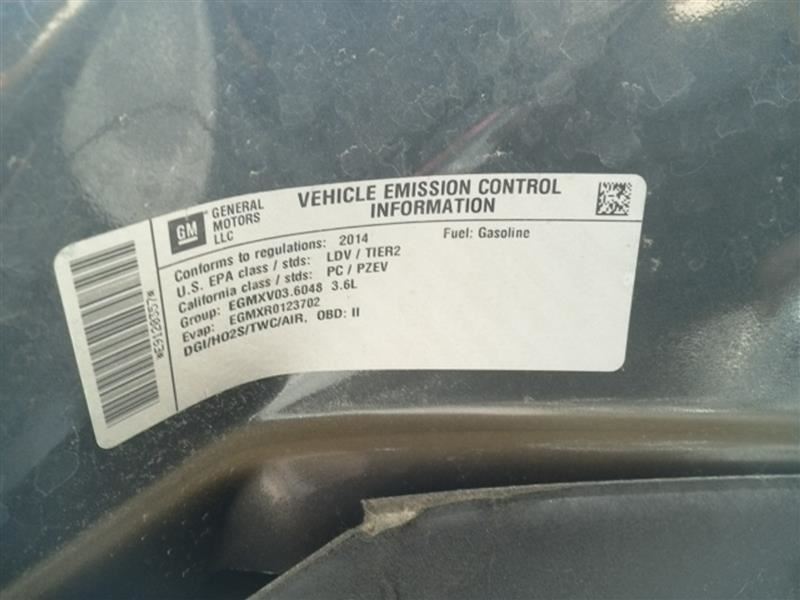 GM
GENERAL
MOTORS
LLC
VEHICLE EMISSION CONTROL
INFORMATION
Conforms to regulations: 2014 Fuel: Gasoline
U.S. EPA class / stds: LDV / TIER2
California class / stds: PC / PZEV
Group: EGMXV03.6048 3.6L
Evap: EGMXR0123702
DGI/HO2S/TWC/AIR, OBD: II
*E9120357*